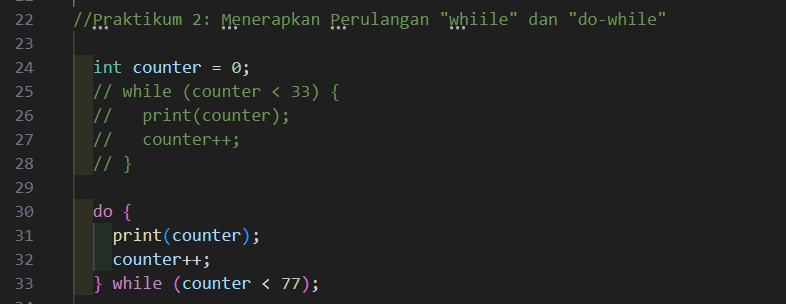 22 //Praktikum 2: Menerapkan Perulangan "whiile" dan "do-while"
23
24 int counter = 0;
25 // while (counter < 33) {
26 //   print(counter);
27 //   counter++;
28 // }
29
30 do {
31   print(counter);
32   counter++;
33 } while (counter < 77);